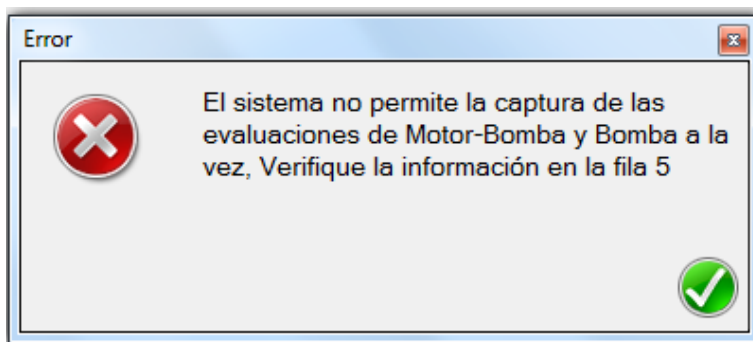 Error
El sistema no permite la captura de las
evaluaciones de Motor-Bomba y Bomba a la
vez, Verifique la información en la fila 5